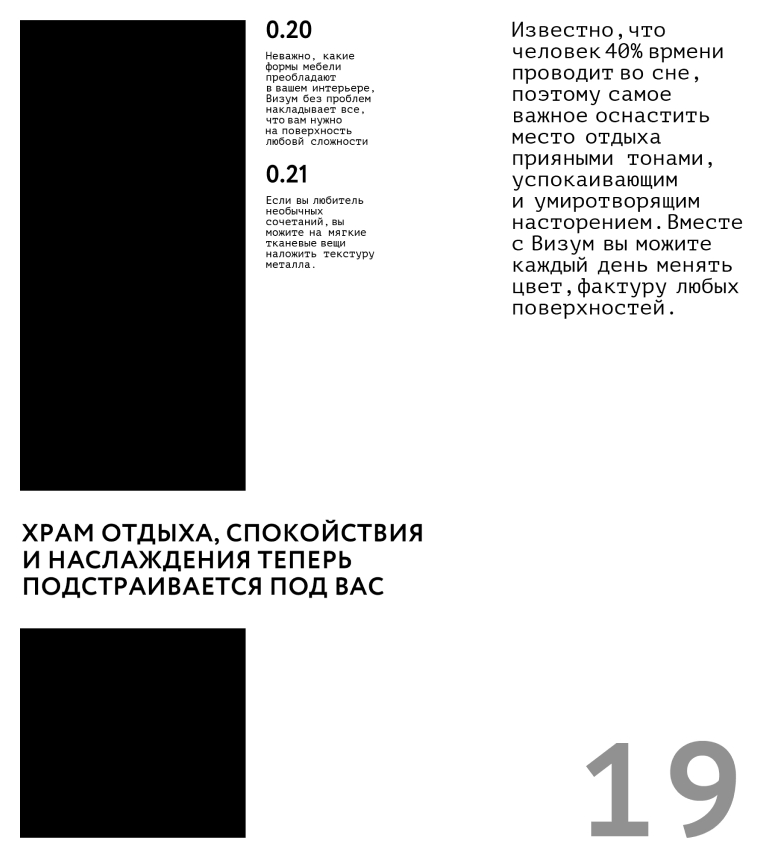 0.20
Неважно, какие
формы мебели
преобладают
в вашем интерьере,
Визум без проблем
накладывает все,
что вам нужно
на поверхность
любовй сложности
0.21
Если вы любитель
необычных
сочетаний, вы
можите на мягкие
тканевые вещи
наложить текстуру
металла.
Известно, что
человек 40% врмени
проводит во сне,
поэтому самое
важное оснастить
место отдыха
прияными тонами,
успокаивающим
и умиротворящим
насторением. Вместе
с Визум вы можите
каждый день менять
цвет, фактуру любых
поверхностей.
ХРАМ ОТДЫХА, СПОКОЙСТВИЯ
И НАСЛАЖДЕНИЯ ТЕПЕРЬ
ПОДСТРАИВАЕТСЯ ПОД ВАС
19